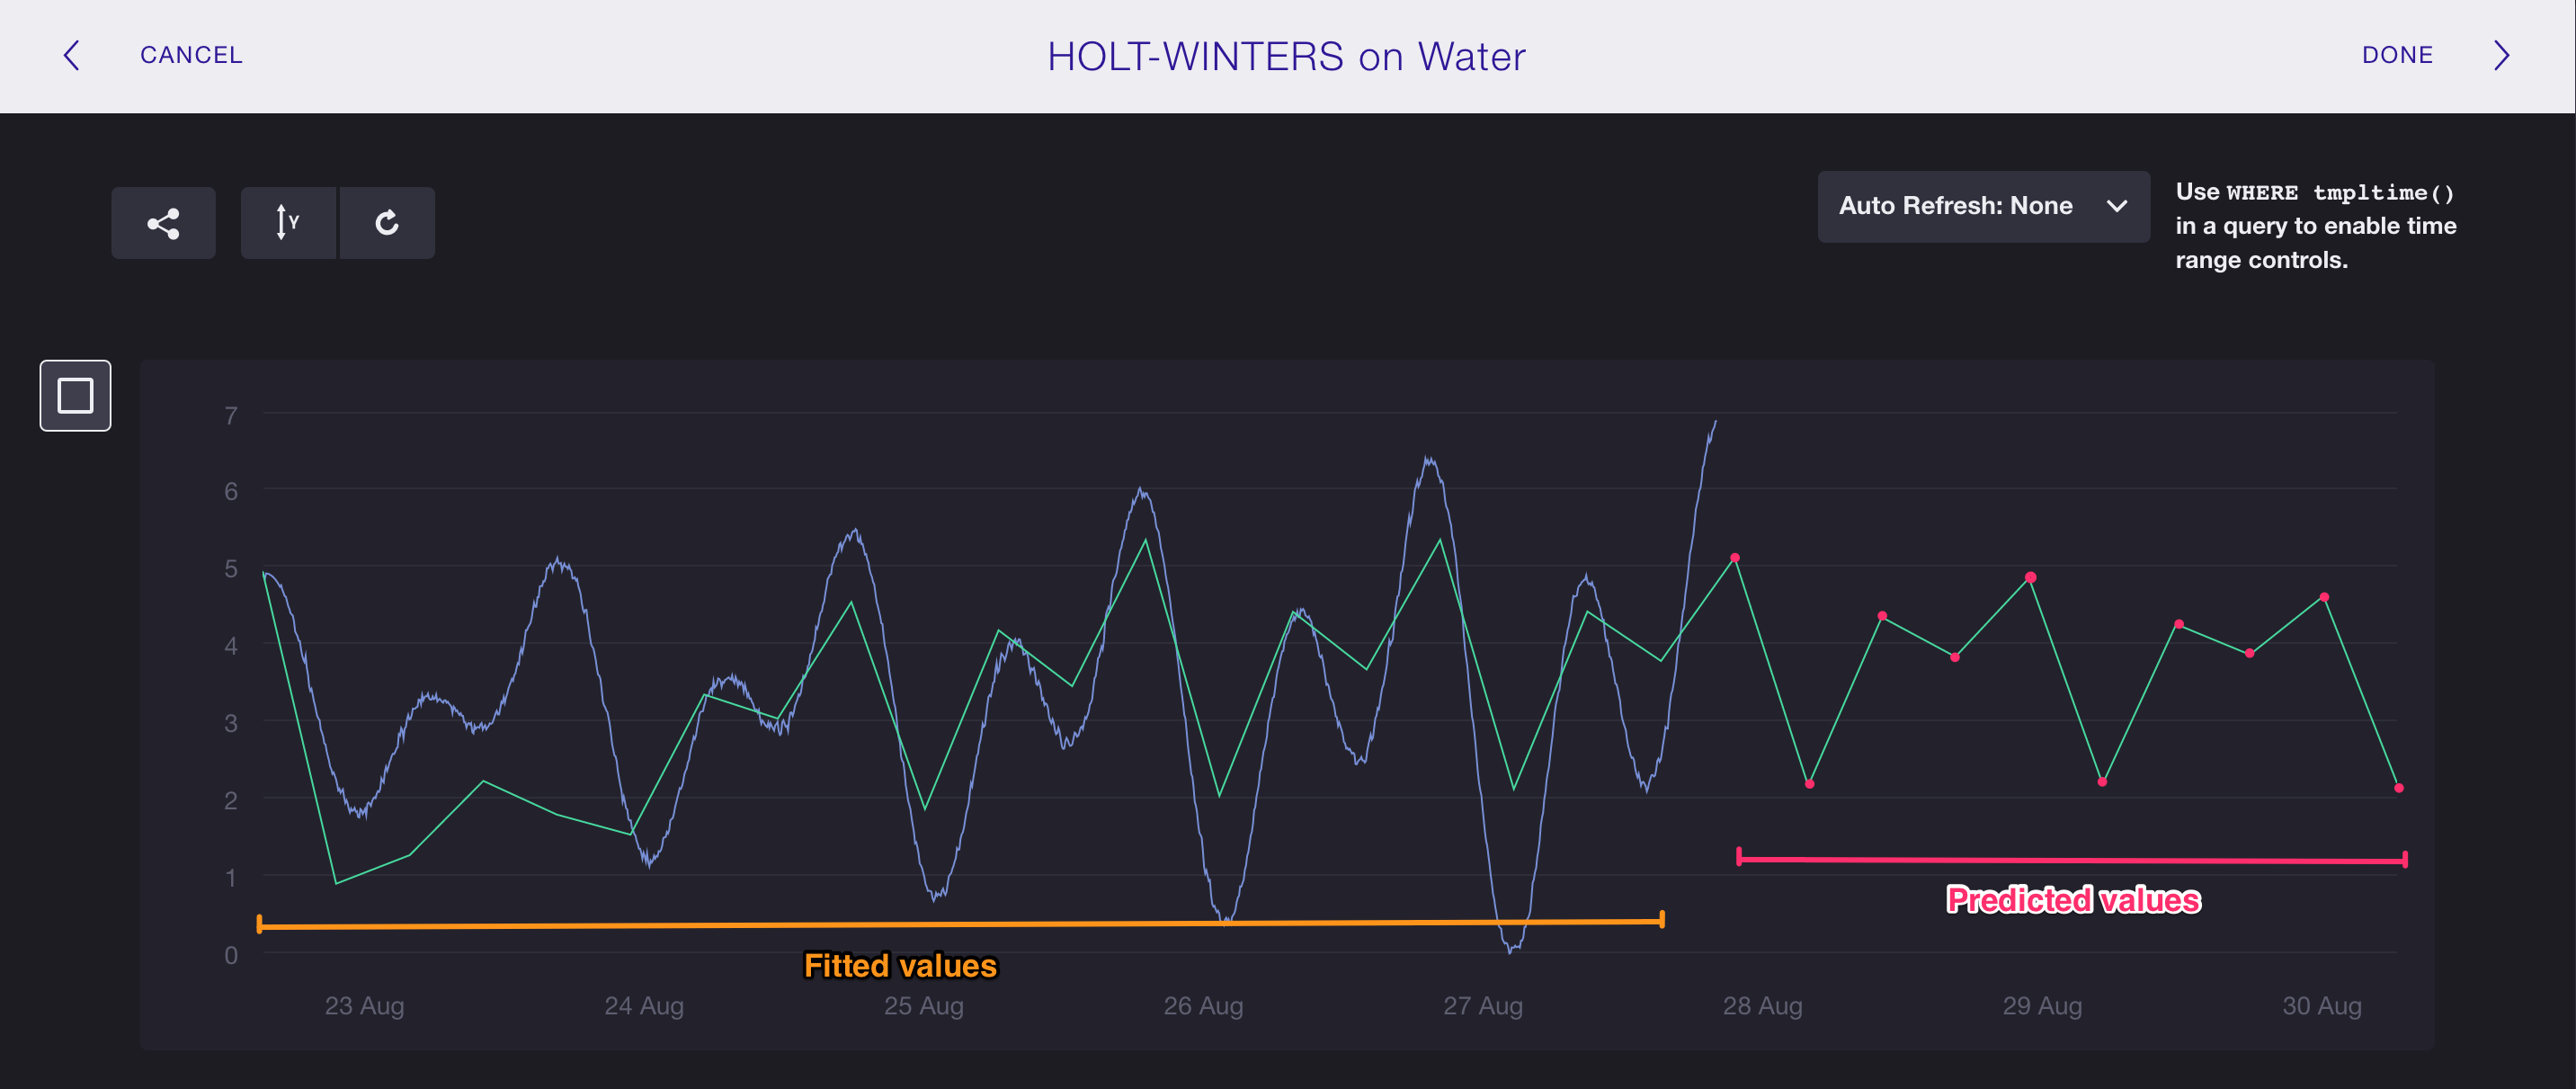 CANCEL
HOLT-WINTERS on Water
DONE
Y
Auto Refresh: None
Use WHERE tmpltime()
in a query to enable time
range controls.
7
6
5
4
3
2
1
0
Predicted values
Fitted values
23 Aug
24 Aug
25 Aug
26 Aug
27 Aug
28 Aug
29 Aug
30 Aug